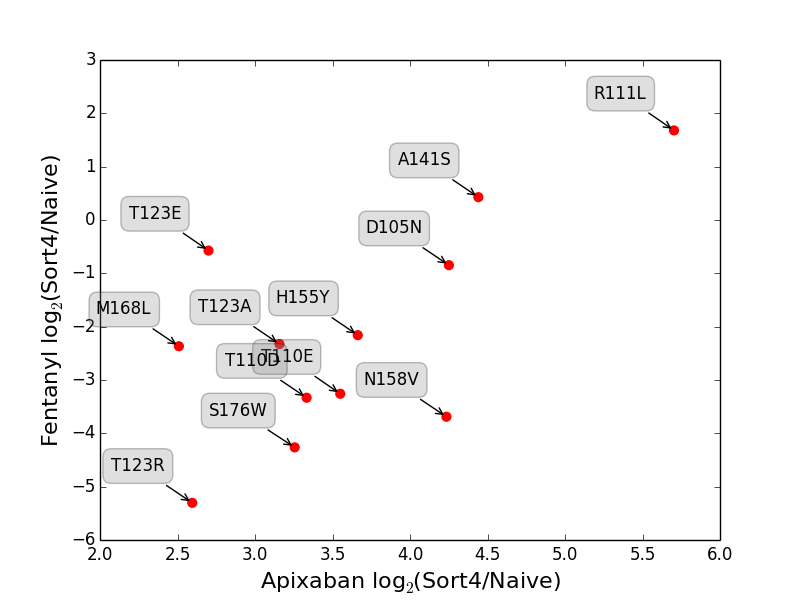 3
2
1
0
−1
−2
−3
−4
−5
−6
2.0
2.5
3.0
3.5
4.0
4.5
5.0
5.5
6.0
Fentanyl log2(Sort4/Naive)
Apixaban log2(Sort4/Naive)
R111L
A141S
T123E
D105N
M168L
T123A
H155Y
T110D
T110E
N158V
S176W
T123R